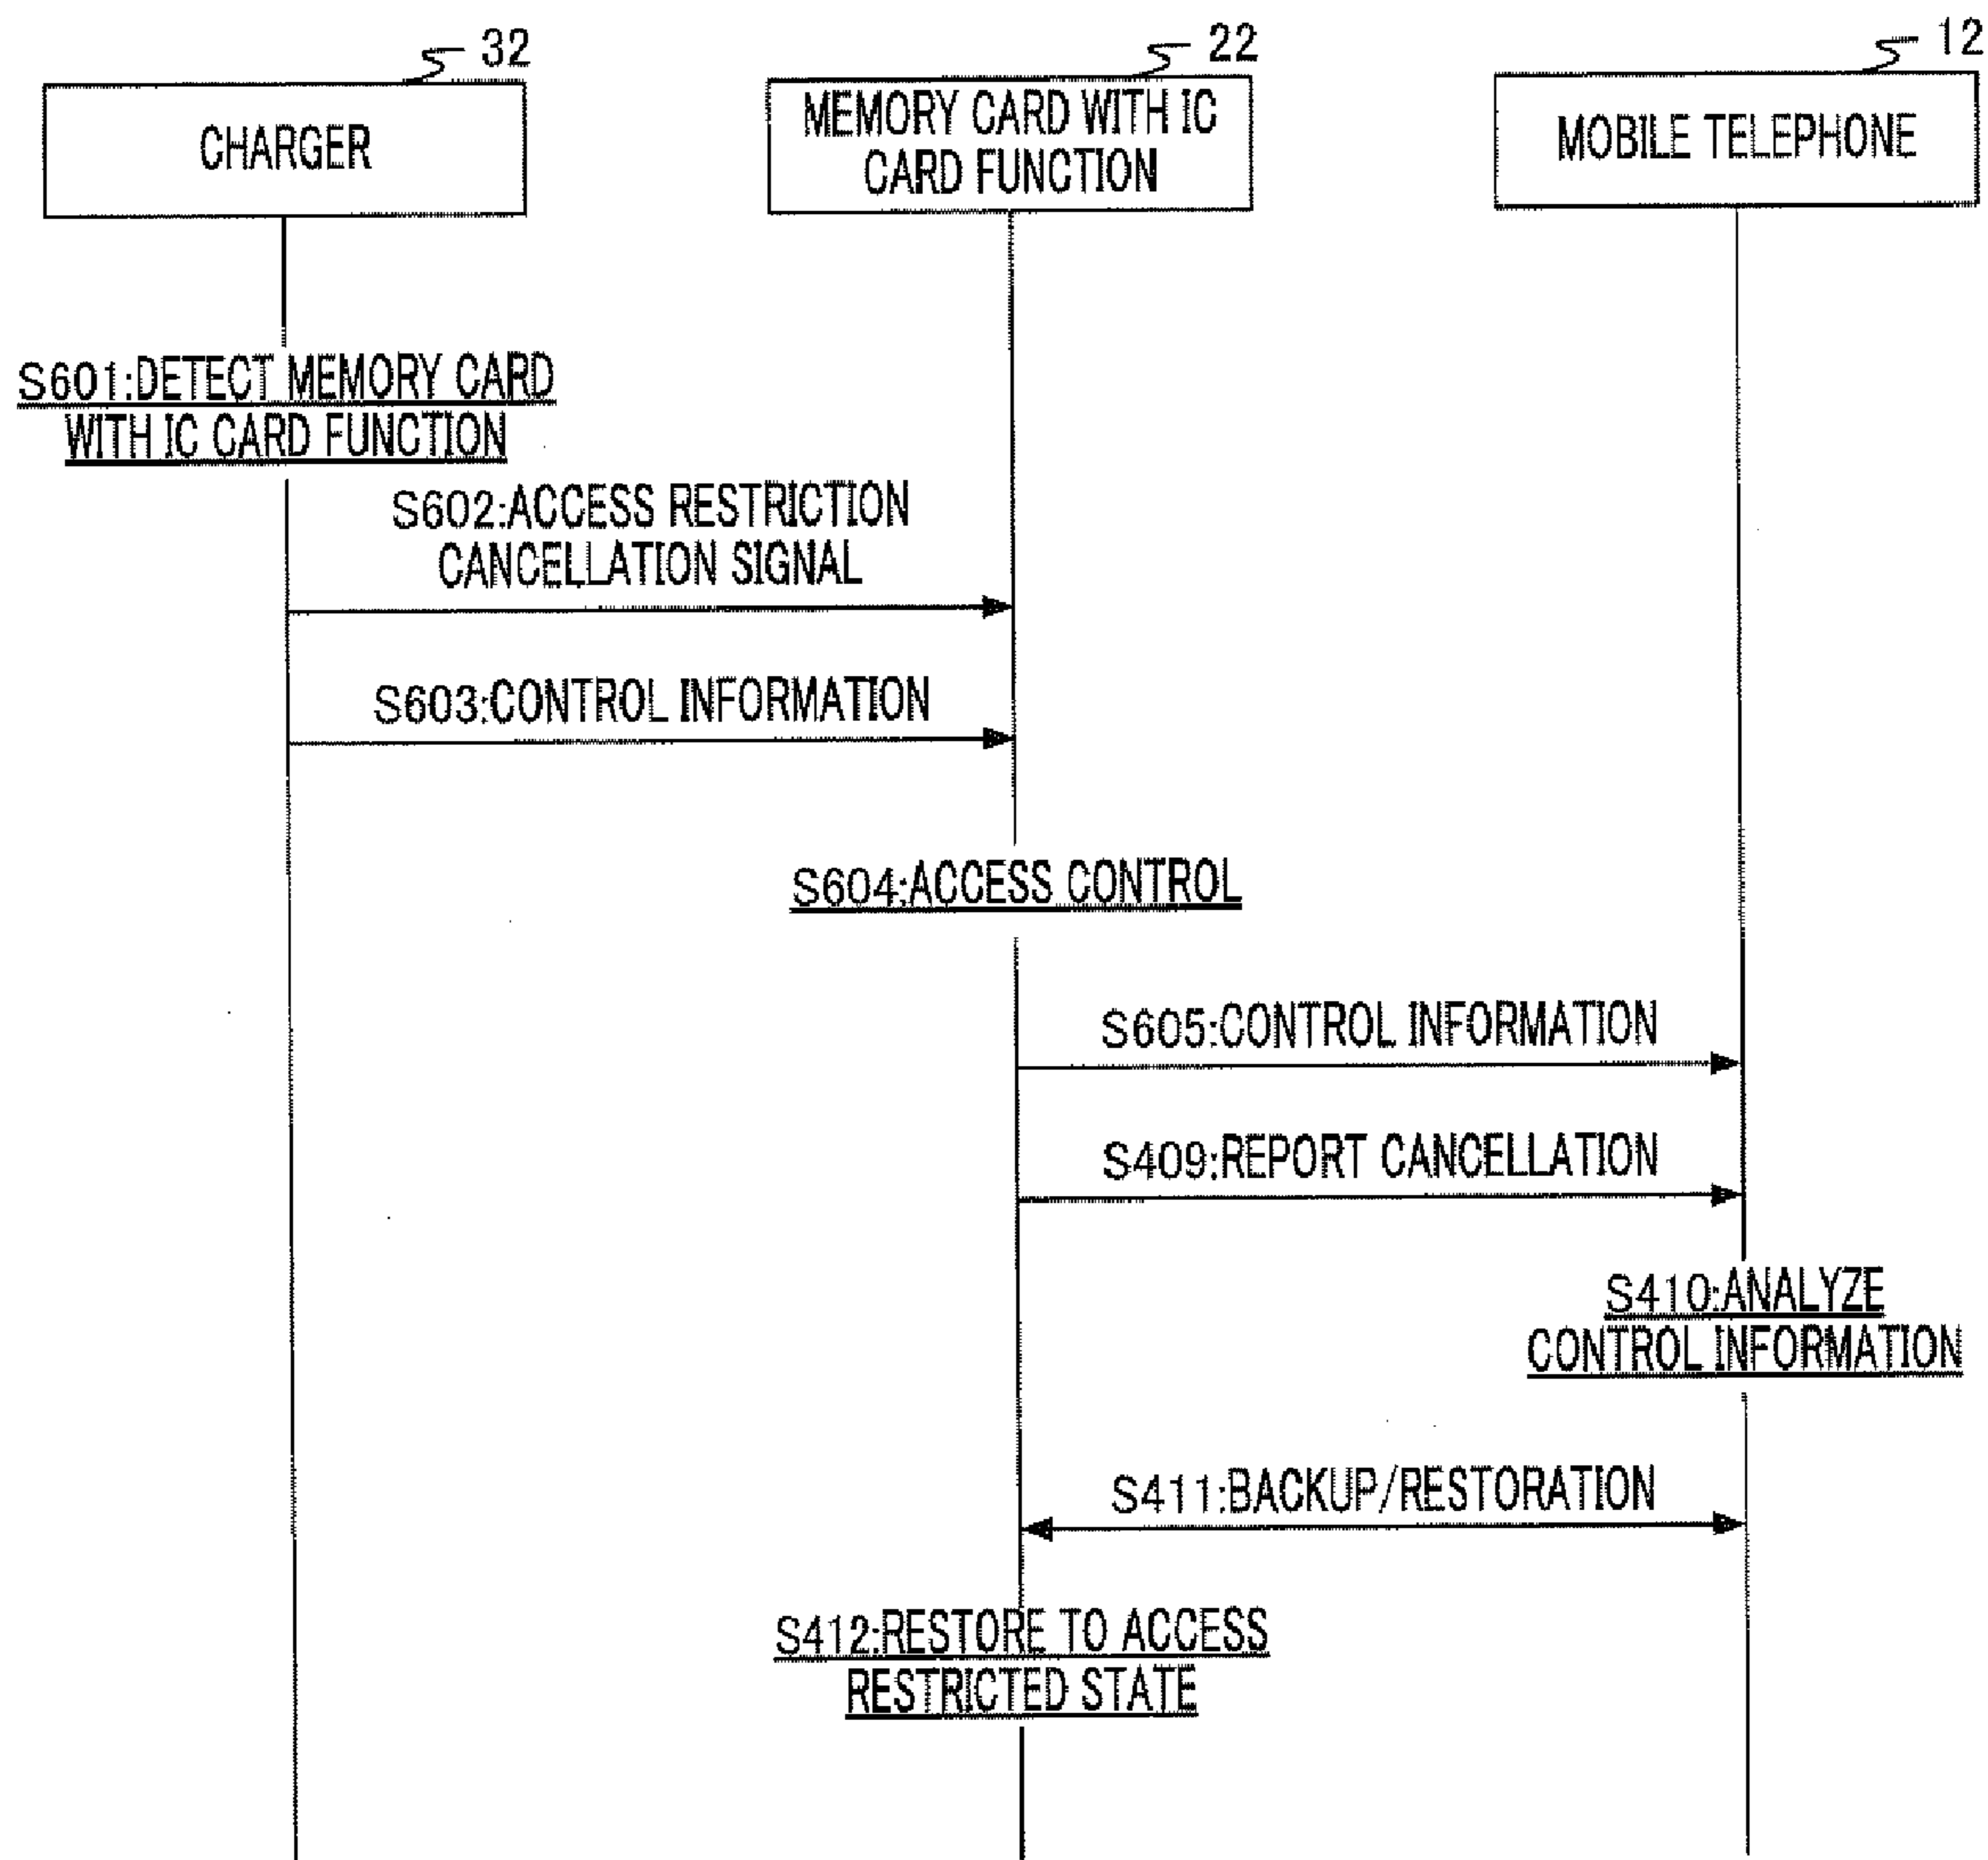 32
22
12
CHARGER
MEMORY CARD WITH IC
CARD FUNCTION
MOBILE TELEPHONE
S601:DETECT MEMORY CARD
WITH IC CARD FUNCTION
S602:ACCESS RESTRICTION
CANCELLATION SIGNAL
S603:CONTROL INFORMATION
S604:ACCESS CONTROL
S605:CONTROL INFORMATION
S409:REPORT CANCELLATION
S410:ANALYZE
CONTROL INFORMATION
S411:BACKUP/RESTORATION
S412:RESTORE TO ACCESS
RESTRICTED STATE